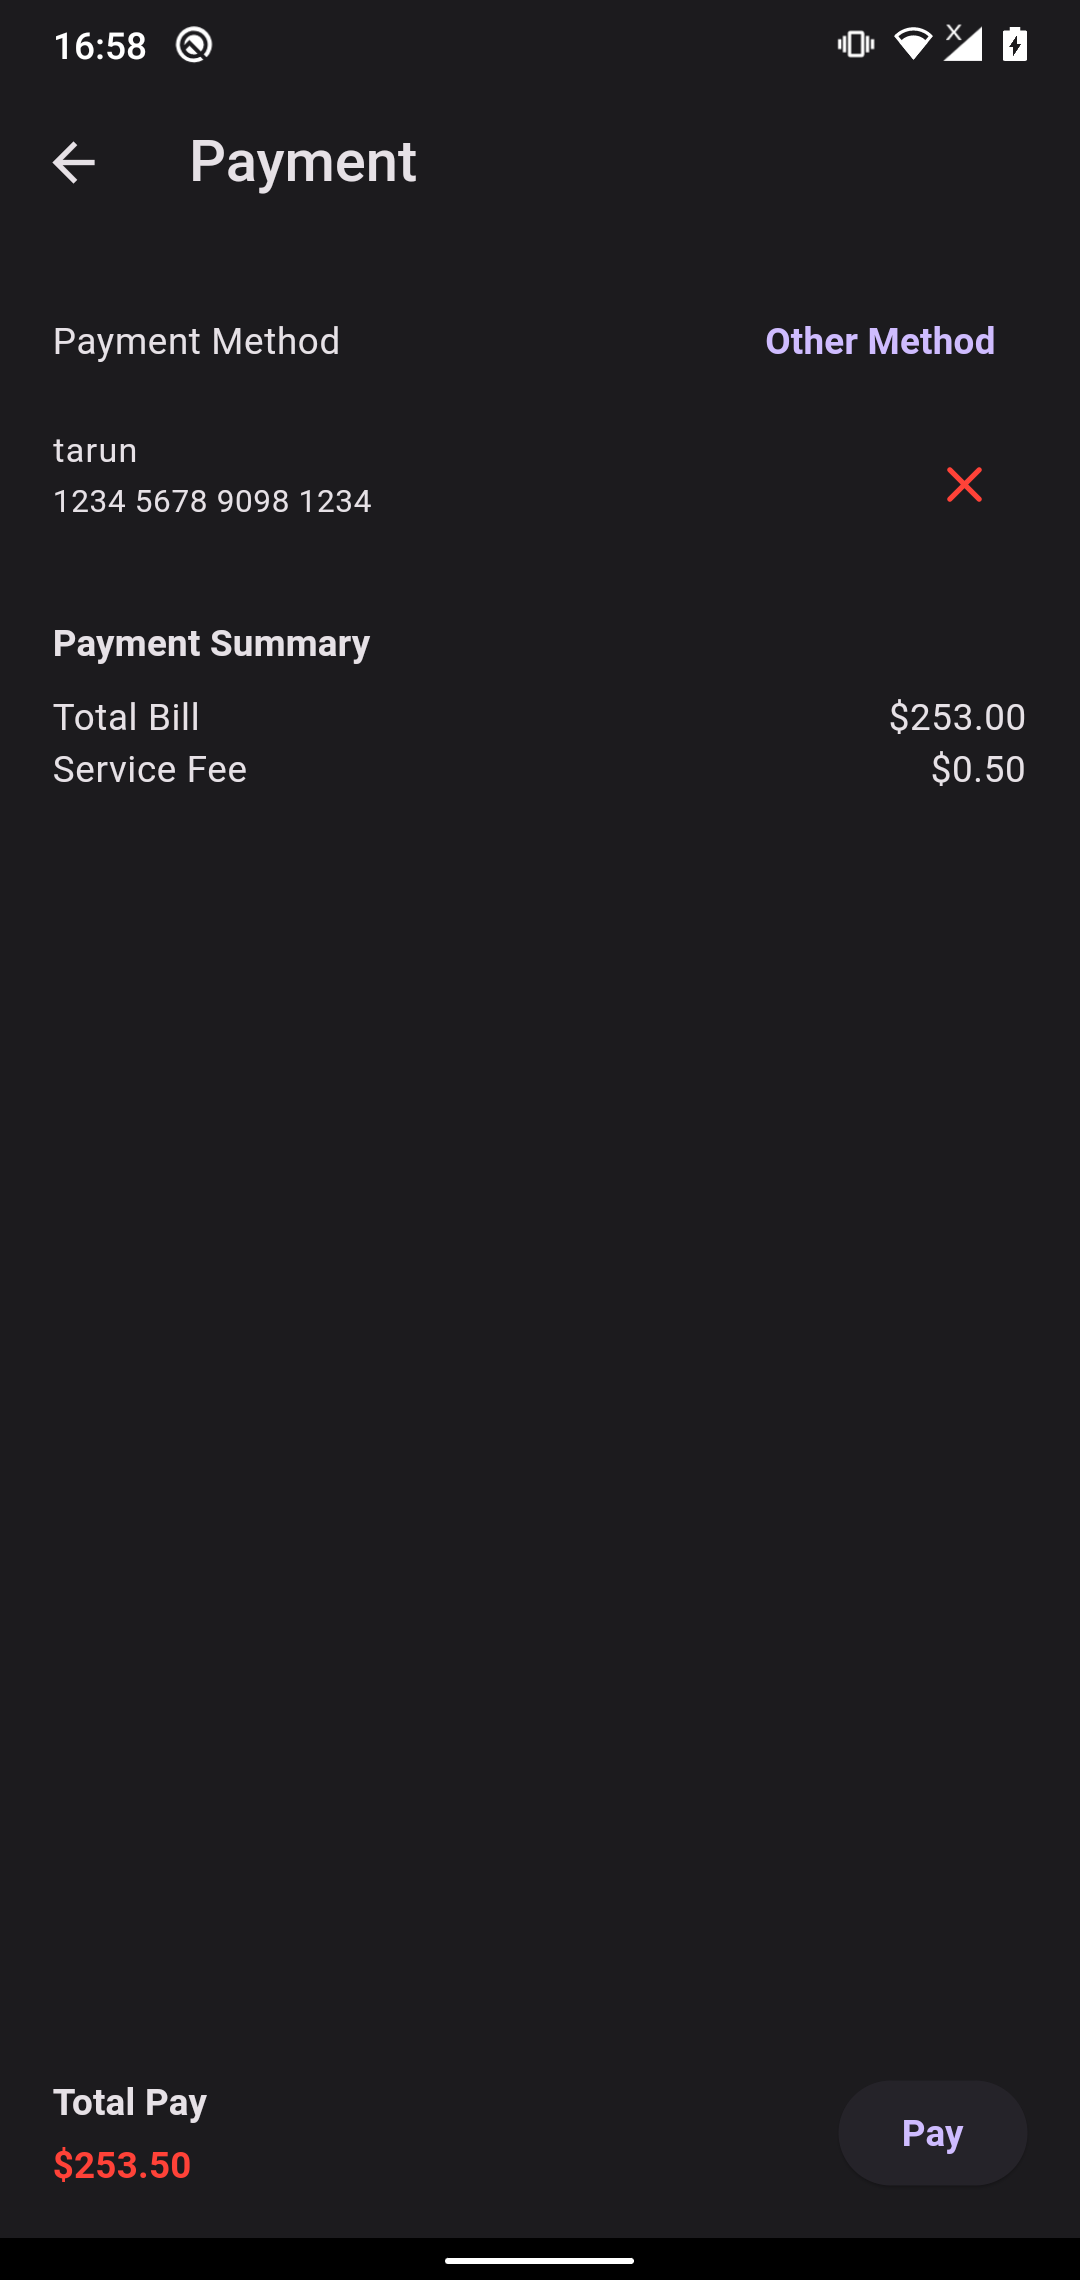 16:58
Payment
Payment Method Other Method
tarun
1234 5678 9098 1234
Payment Summary
Total Bill $253.00
Service Fee $0.50
Total Pay
$253.50
Pay